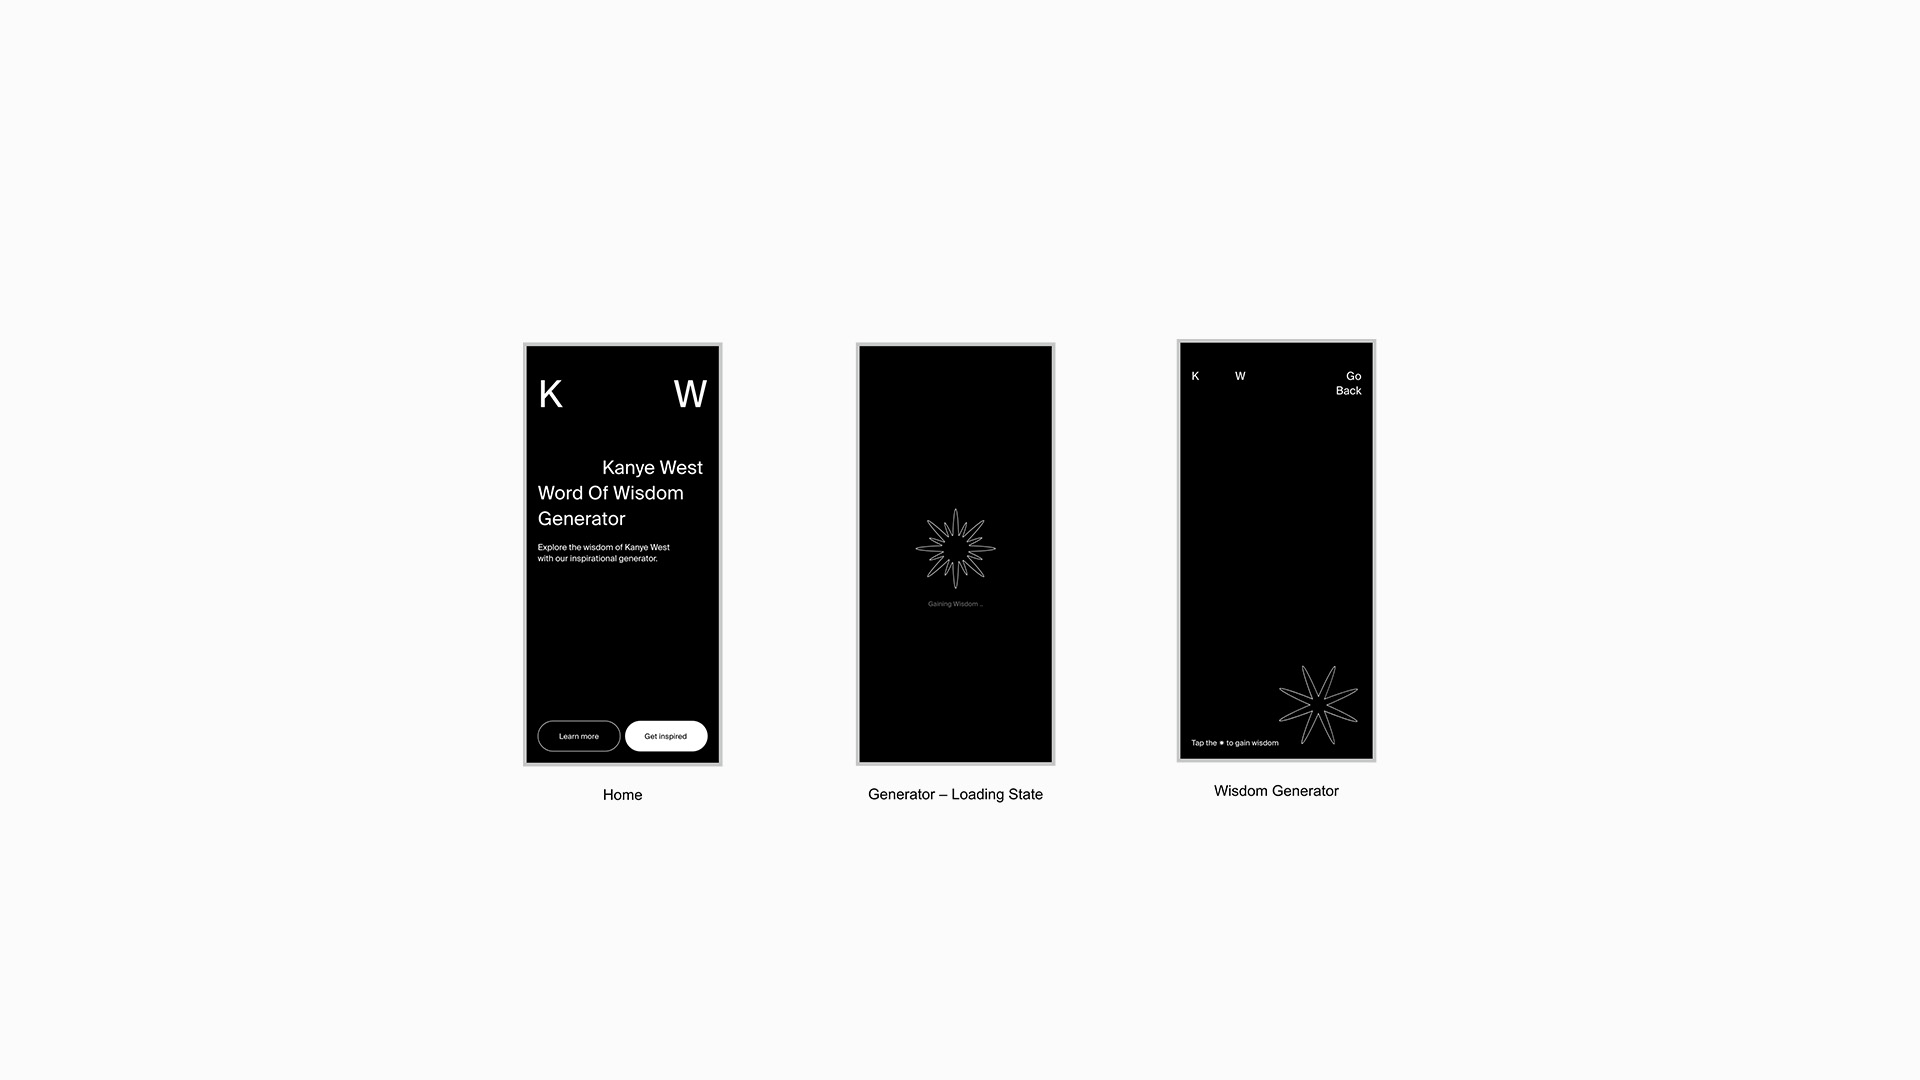 K W
Kanye West
Word Of Wisdom
Generator
Explore the wisdom of Kanye West
with our inspirational generator.
Learn more
Get inspired
Home
Gaining Wisdom ..
Generator – Loading State
K W Go
Back
Tap the ✷ to gain wisdom
Wisdom Generator